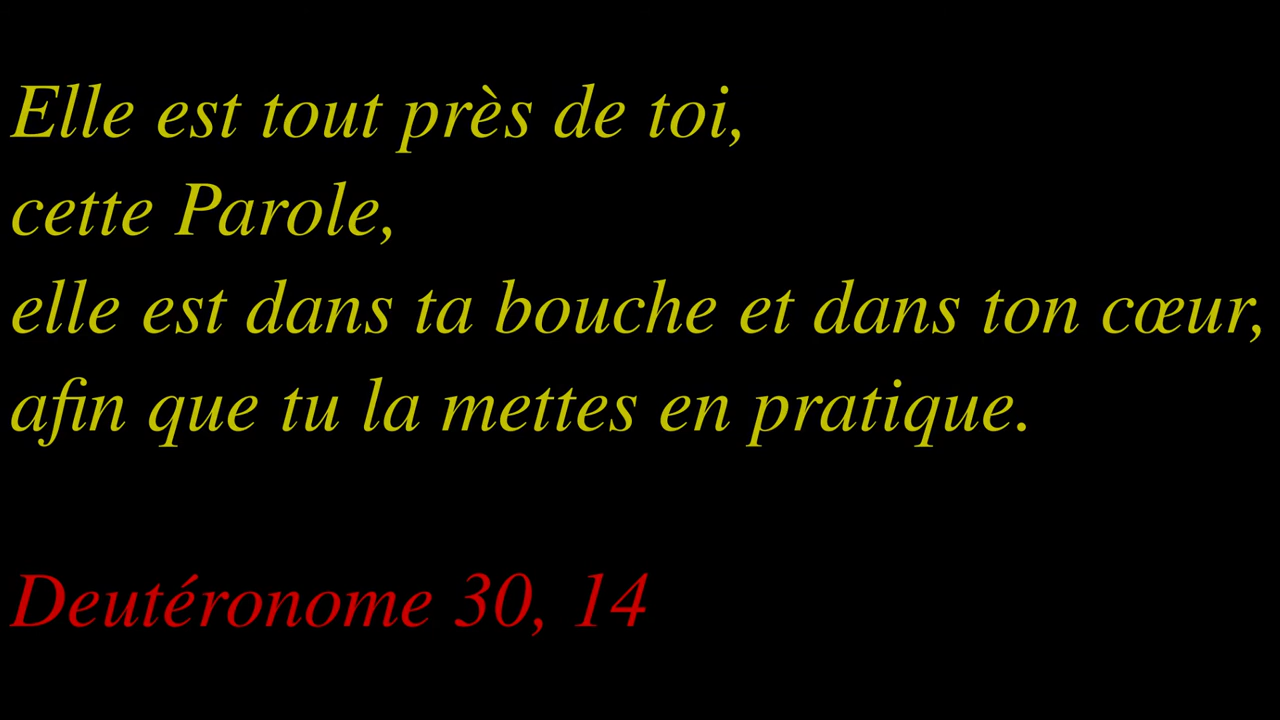 Elle est tout près de toi,
cette Parole,
elle est dans ta bouche et dans ton cœur,
afin que tu la mettes en pratique.
Deutéronome 30, 14